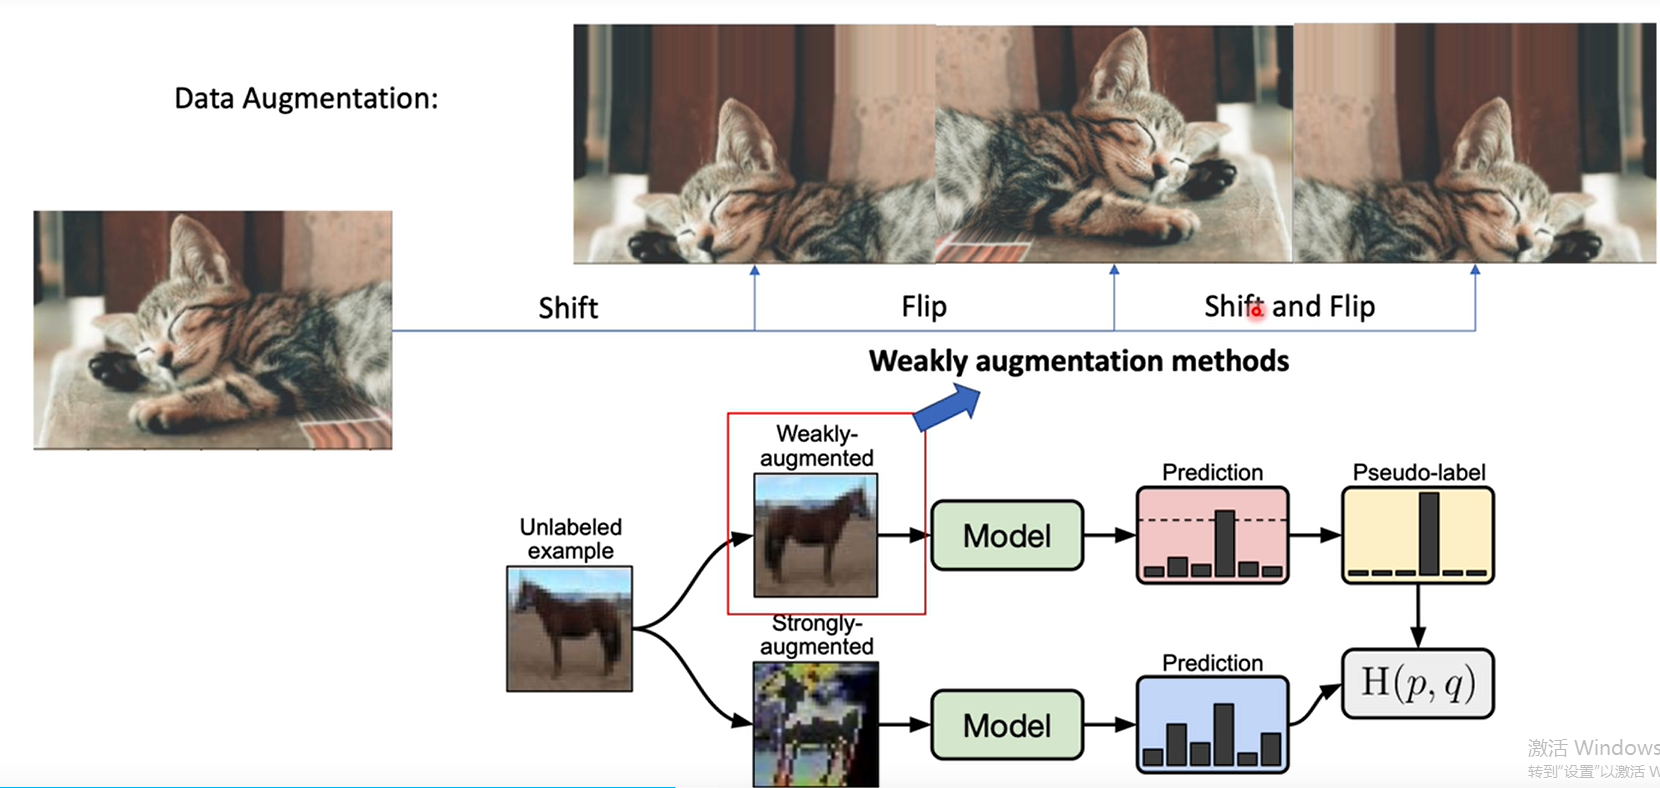 Data Augmentation:
Shift
Flip
Shift and Flip
Weakly augmentation methods
Weakly-
augmented
Prediction
Pseudo-label
Unlabeled
example
Model
Strongly-
augmented
Prediction
H(p, q)
Model
激活 Windows
转到“设置”以激活 W